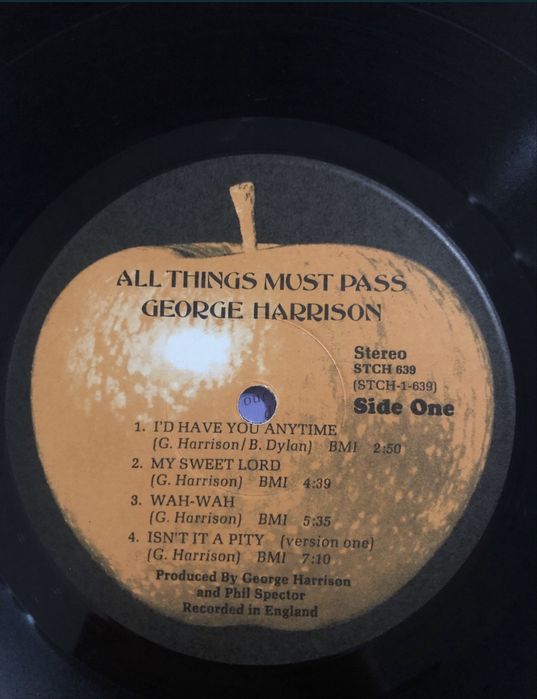 ALL THINGS MUST PASS
GEORGE HARRISON
Stereo
STCH 639
(STCH-1-639)
Side One
1. I'D HAVE YOU ANYTIME
(G. Harrison/B. Dylan) BMI 2:50
2. MY SWEET LORD
(G. Harrison) BMI 4:39
3. WAH-WAH
(G. Harrison) BMI 5:35
4. ISN'T IT A PITY (version one)
(G. Harrison) BMI 7:10
Produced By George Harrison
and Phil Spector
Recorded in England